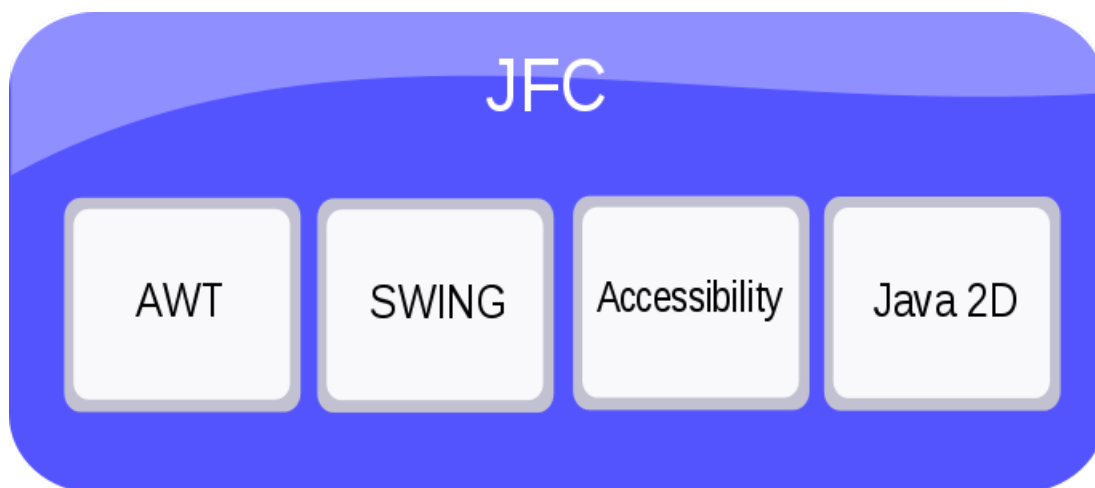 JFC
AWT
SWING
Accessibility
Java 2D